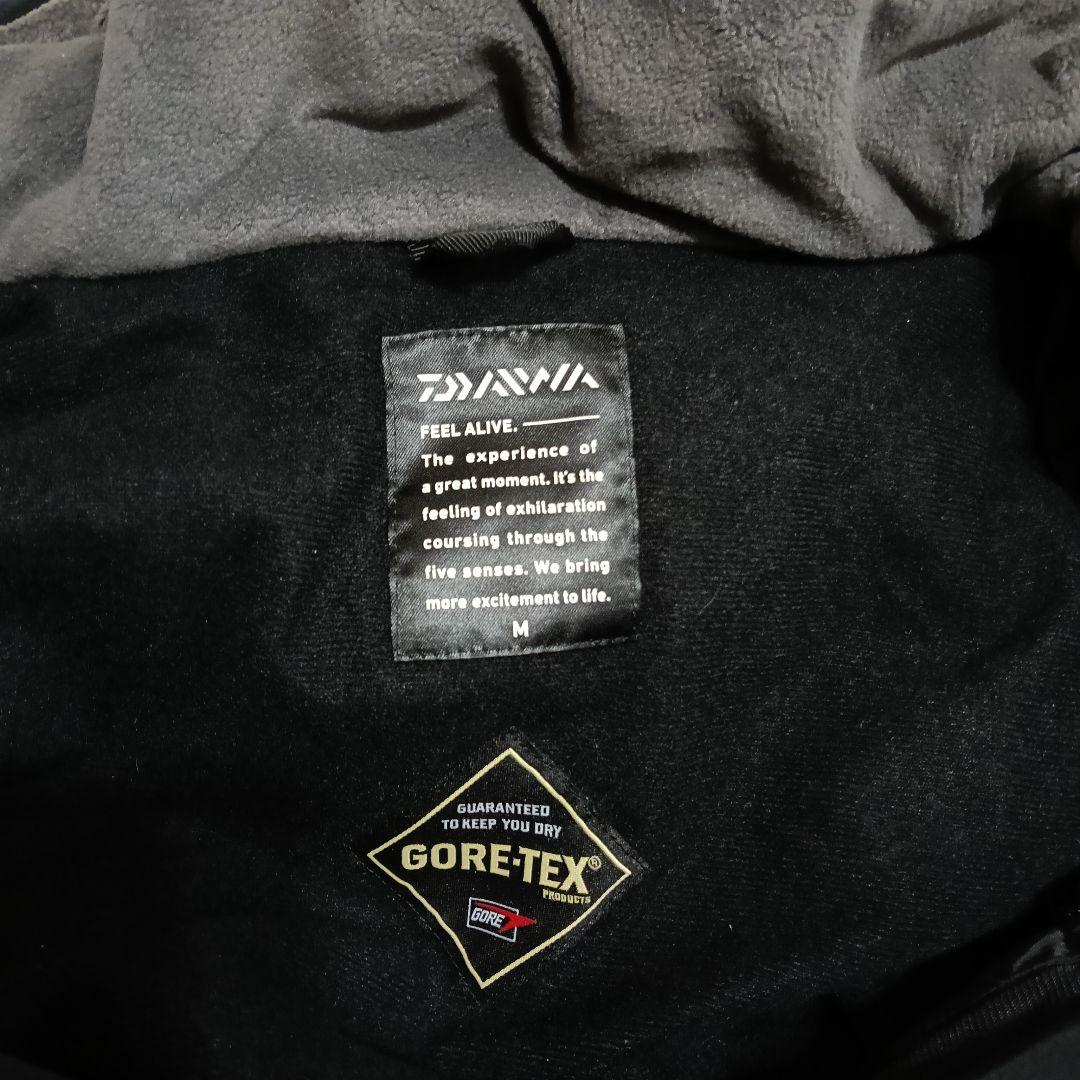 DAIWA
FEEL ALIVE.
The experience of
a great moment. It's the
feeling of exhilaration
coursing through the
five senses. We bring
more excitement to life.
M
GUARANTEED
TO KEEP YOU DRY
GORE-TEX®
PRODUCTS
GORE